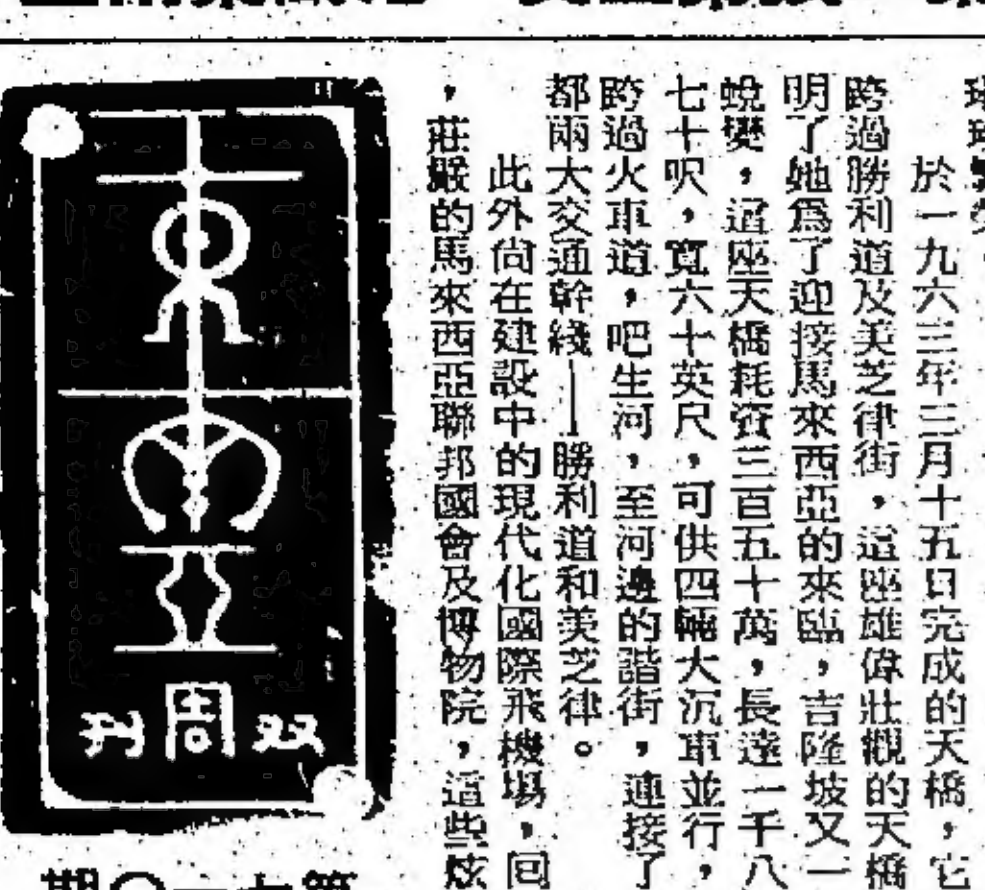 於一九六三年三月十五日完成的天橋，它
跨過勝利道及美芝律街，這座雄偉壯觀的天橋
明了她爲了迎接馬來西亞的來臨，吉隆坡又一
蛻樊，這座天橋耗資三百五十萬，長遠一千八
七十呎，寬六十英尺，可供四輛大沉車並行，
跨過火車道，吧生河，至河邊的諧街，連接了
都兩大交通幹綫——勝利道和美芝律。
此外尚在建設中的現代化國際飛機場，囘
，莊嚴的馬來西亞聯邦國會及博物院，這些炫
双周刊